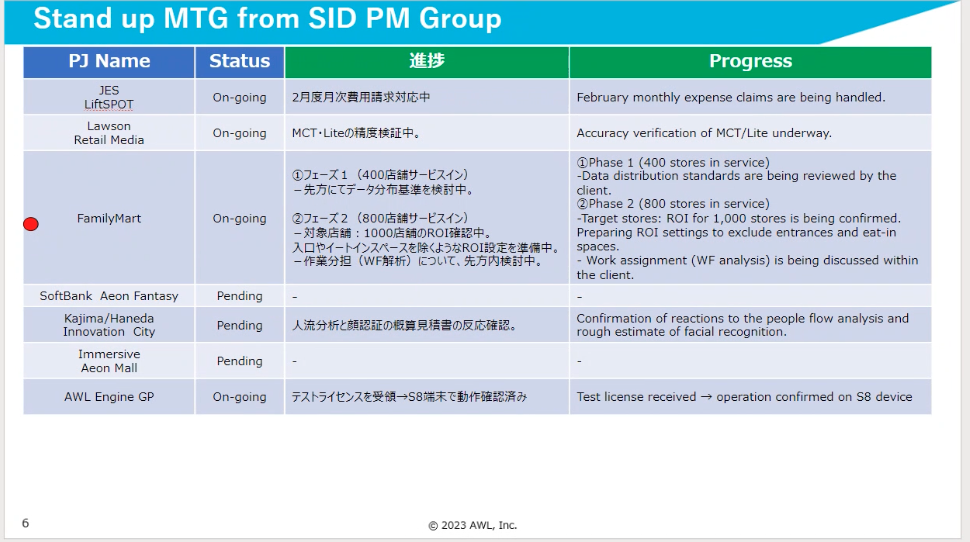 Stand up MTG from SID PM Group
PJ Name
Status
進捗
Progress
JES
LiftSPOT
On-going
2月度月次費用請求対応中
February monthly expense claims are being handled.
Lawson
Retail Media
On-going
MCT・Liteの精度検証中。
Accuracy verification of MCT/Lite underway.
FamilyMart
On-going
①フェーズ１（400店舗サービスイン）
－先方にてデータ分布基準を検討中。
②フェーズ２（800店舗サービスイン）
－対象店舗：1000店舗のROI確認中。
入口やイートインスペースを除くようなROI設定を準備中。
－作業分担（WF解析）について、先方内検討中。
①Phase 1 (400 stores in service)
-Data distribution standards are being reviewed by the
client.
②Phase 2 (800 stores in service)
-Target stores: ROI for 1,000 stores is being confirmed.
Preparing ROI settings to exclude entrances and eat-in
spaces.
- Work assignment (WF analysis) is being discussed within
the client.
SoftBank Aeon Fantasy
Pending
-
-
Kajima/Haneda
Innovation City
Pending
人流分析と顔認証の概算見積書の反応確認。
Confirmation of reactions to the people flow analysis and
rough estimate of facial recognition.
Immersive
Aeon Mall
Pending
-
-
AWL Engine GP
On-going
テストライセンスを受領→S8端末で動作確認済み
Test license received → operation confirmed on S8 device
6
© 2023 AWL, Inc.